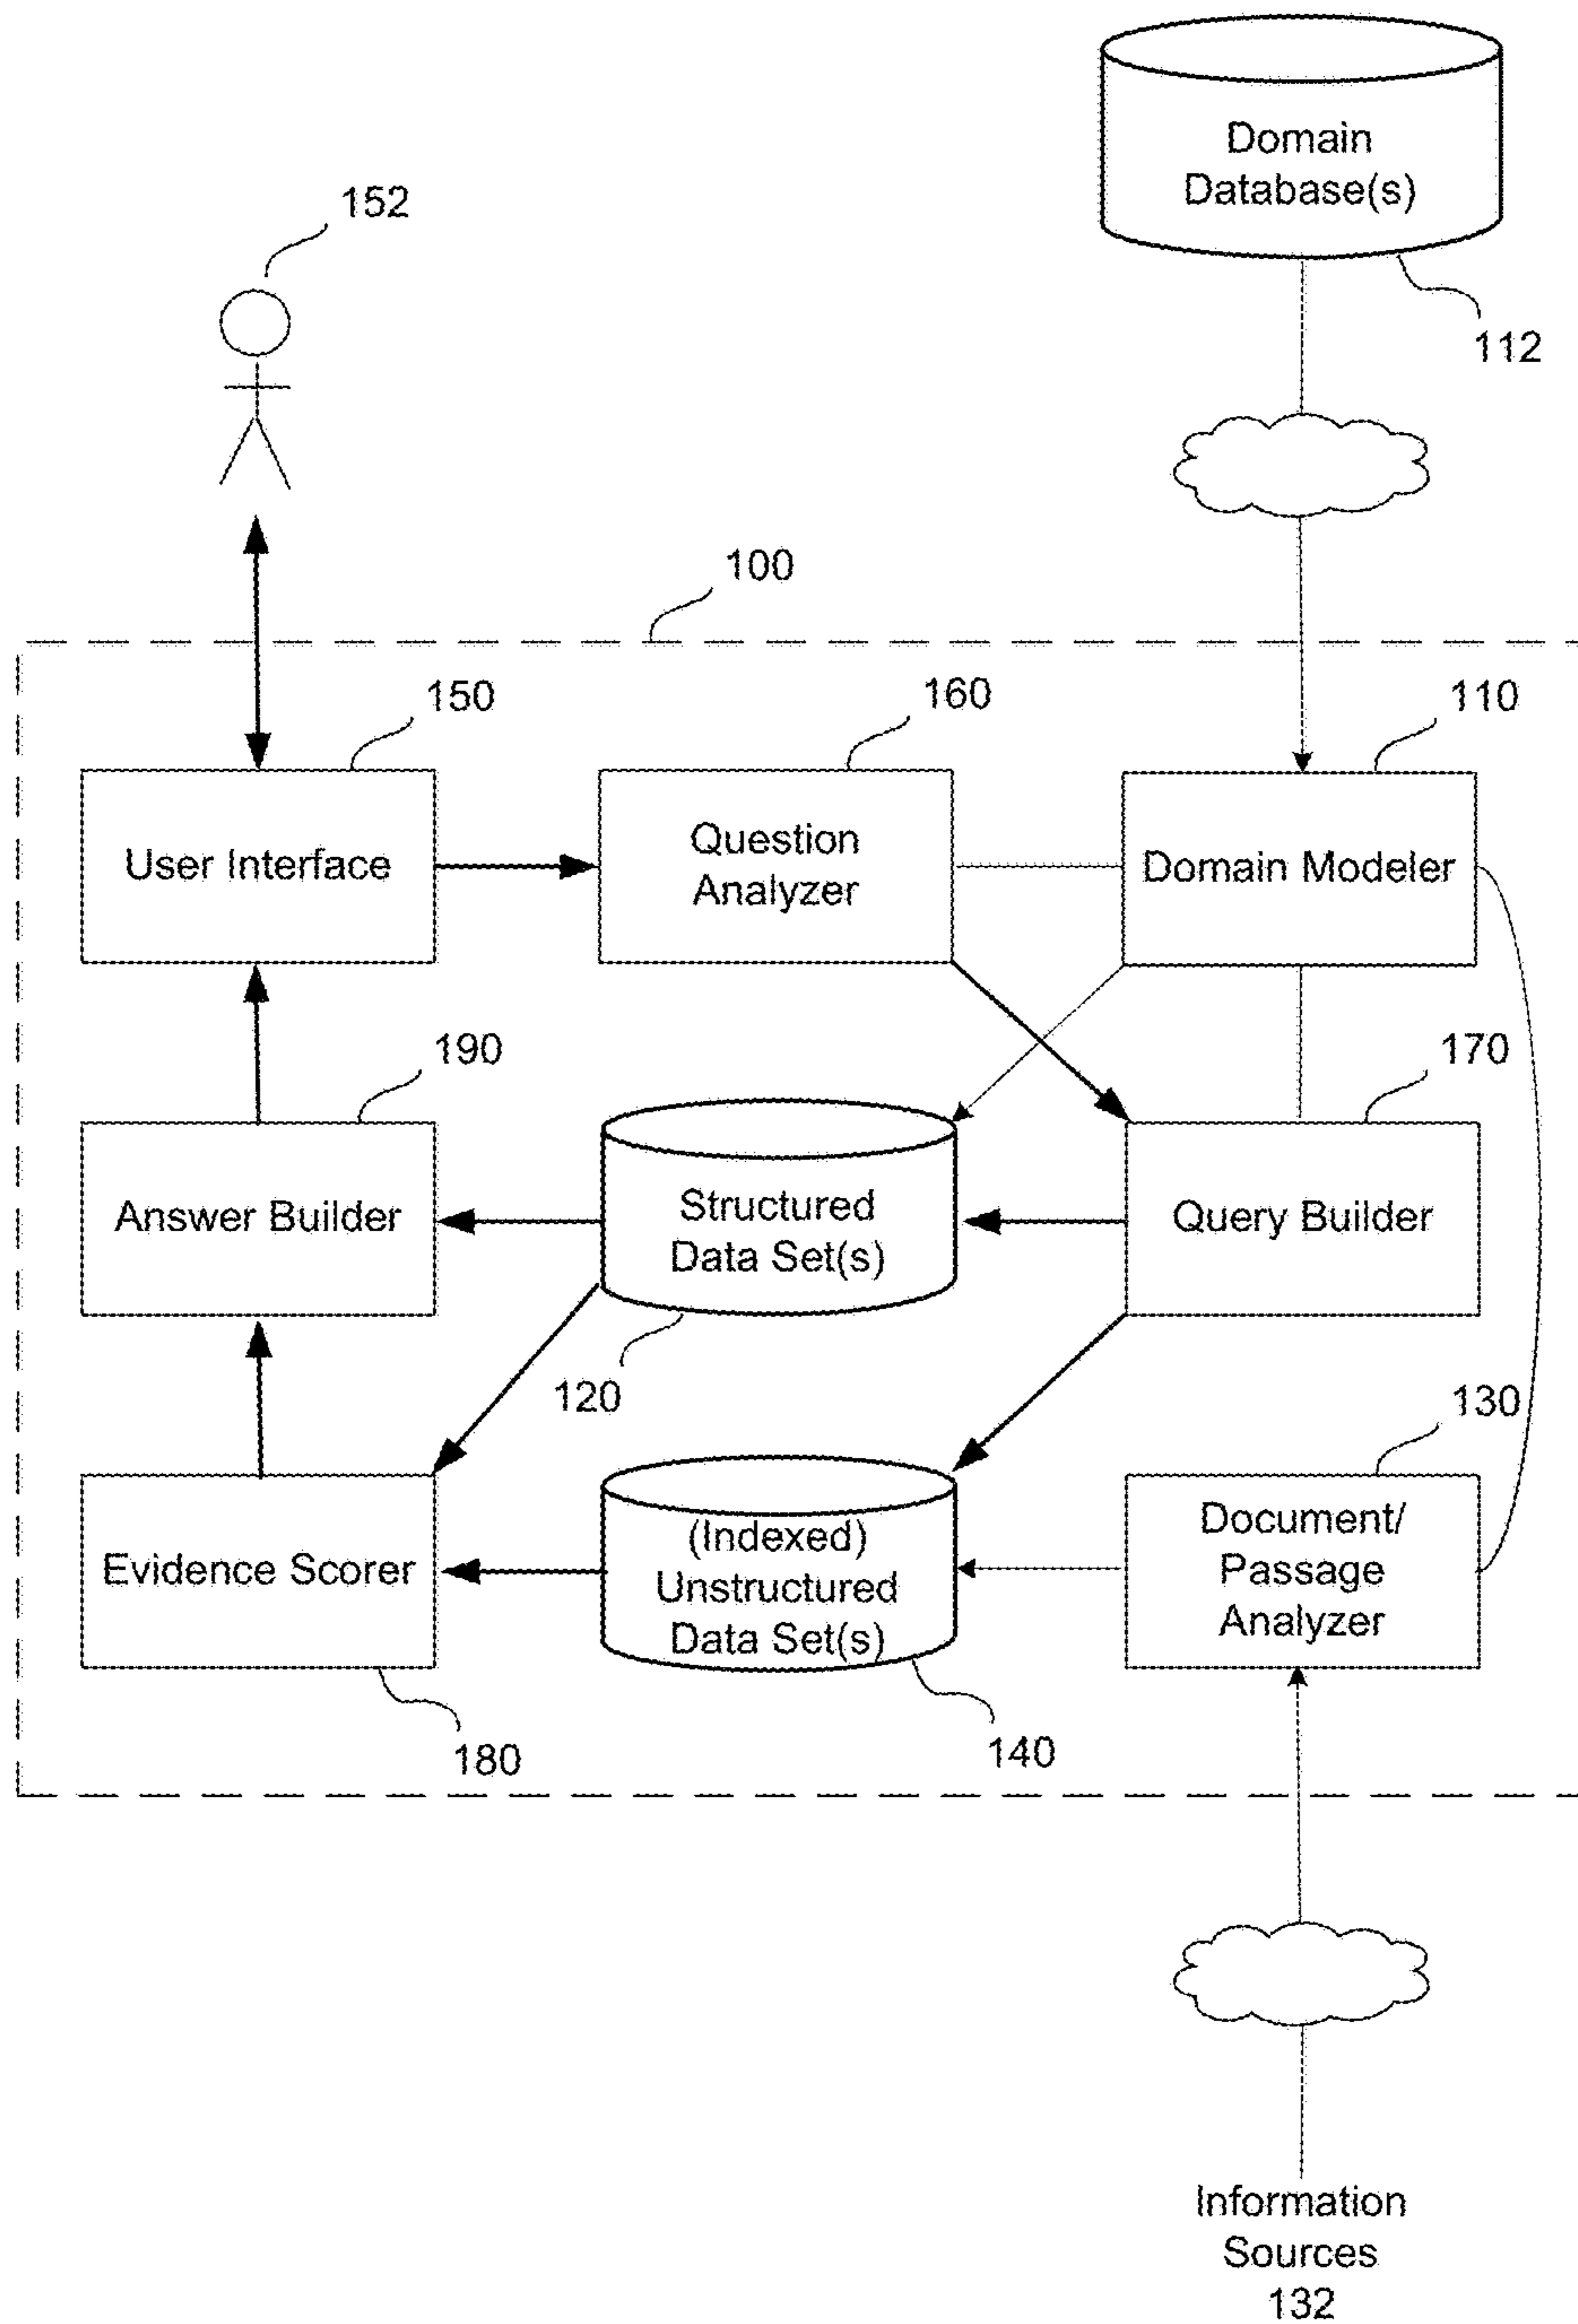 Domain
Database(s)
152
112
100
150
160
110
User Interface
Question
Analyzer
Domain Modeler
190
170
Answer Builder
Structured
Data Set(s)
Query Builder
120
130
Evidence Scorer
(Indexed)
Unstructured
Data Set(s)
Document/
Passage
Analyzer
180
140
Information
Sources
132